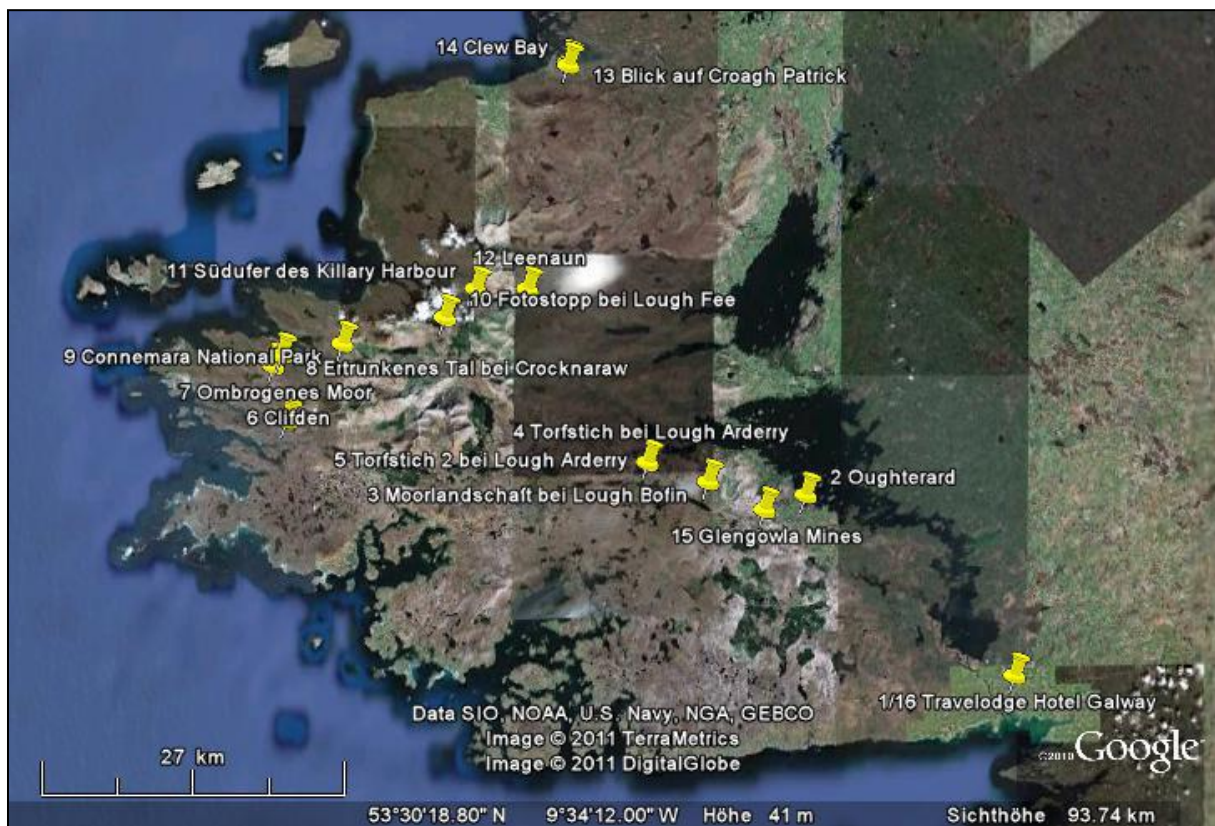 14 Clew Bay
13 Blick auf Croagh Patrick
12 Leenaun
11 Südufer des Killary Harbour
10 Fotostopp bei Lough Fee
9 Connemara National Park
8 Eitrunkenes Tal bei Crocknaraw
7 Ombrogenes Moor
6 Clifden
4 Torfstich bei Lough Arderry
5 Torfstich 2 bei Lough Arderry
2 Oughterard
3 Moorlandschaft bei Lough Bofin
15 Glengowla Mines
1/16 Travelodge Hotel Galway
Data SIO, NOAA, U.S. Navy, NGA, GEBCO
Image © 2011 TerraMetrics
Image © 2011 DigitalGlobe
©2010 Google
27 km
53°30'18.80" N 9°34'12.00" W Höhe 41 m Sichthöhe 93.74 km